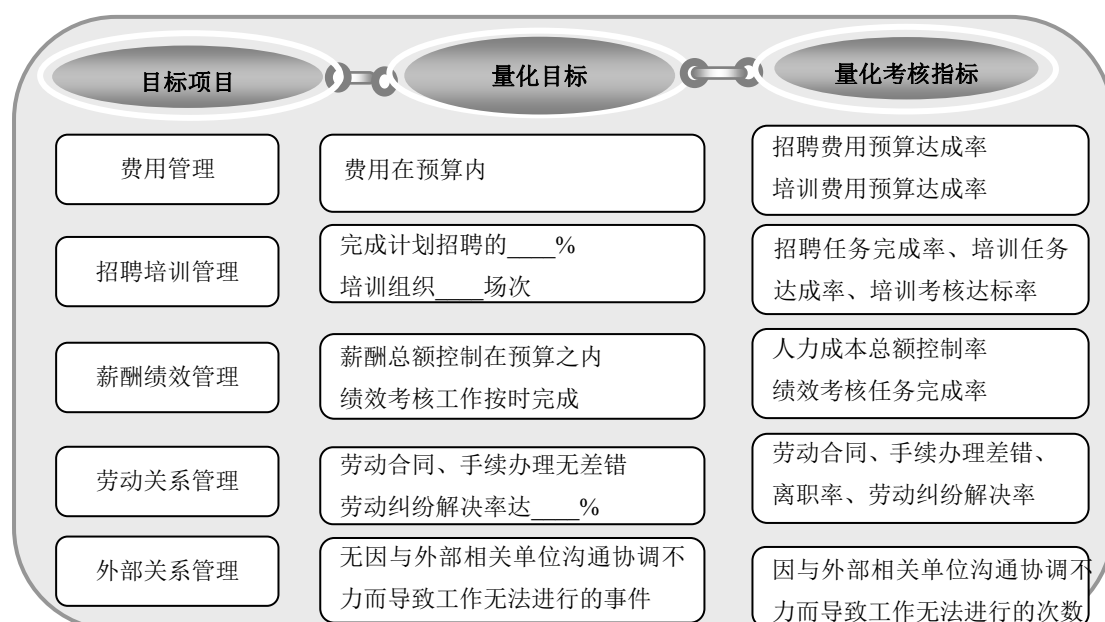 目标项目
量化目标
量化考核指标
费用管理
费用在预算内
招聘费用预算达成率
培训费用预算达成率
招聘培训管理
完成计划招聘的____%
培训组织____场次
招聘任务完成率、培训任务
达成率、培训考核达标率
薪酬绩效管理
薪酬总额控制在预算之内
绩效考核工作按时完成
人力成本总额控制率
绩效考核任务完成率
劳动关系管理
劳动合同、手续办理无差错
劳动纠纷解决率达____%
劳动合同、手续办理差错、
离职率、劳动纠纷解决率
外部关系管理
无因与外部相关单位沟通协调不
力而导致工作无法进行的事件
因与外部相关单位沟通协调不
力而导致工作无法进行的次数